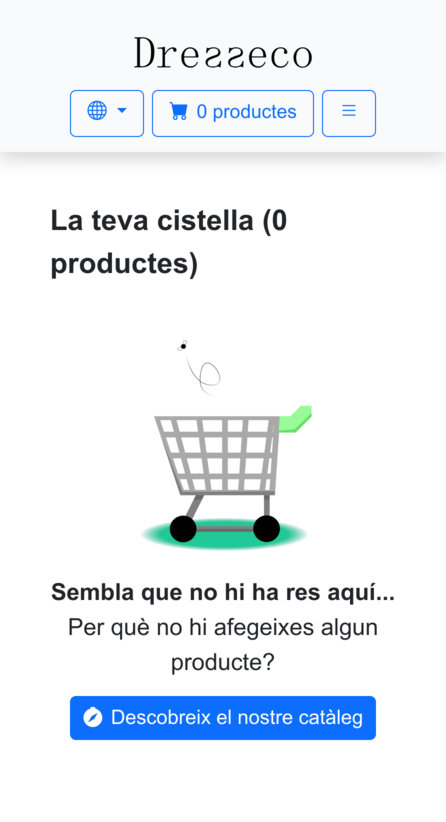 Dresseco
0 productes
La teva cistella (0
productes)
Sembla que no hi ha res aquí...
Per què no hi afegeixes algun
producte?
Descobreix el nostre catàleg